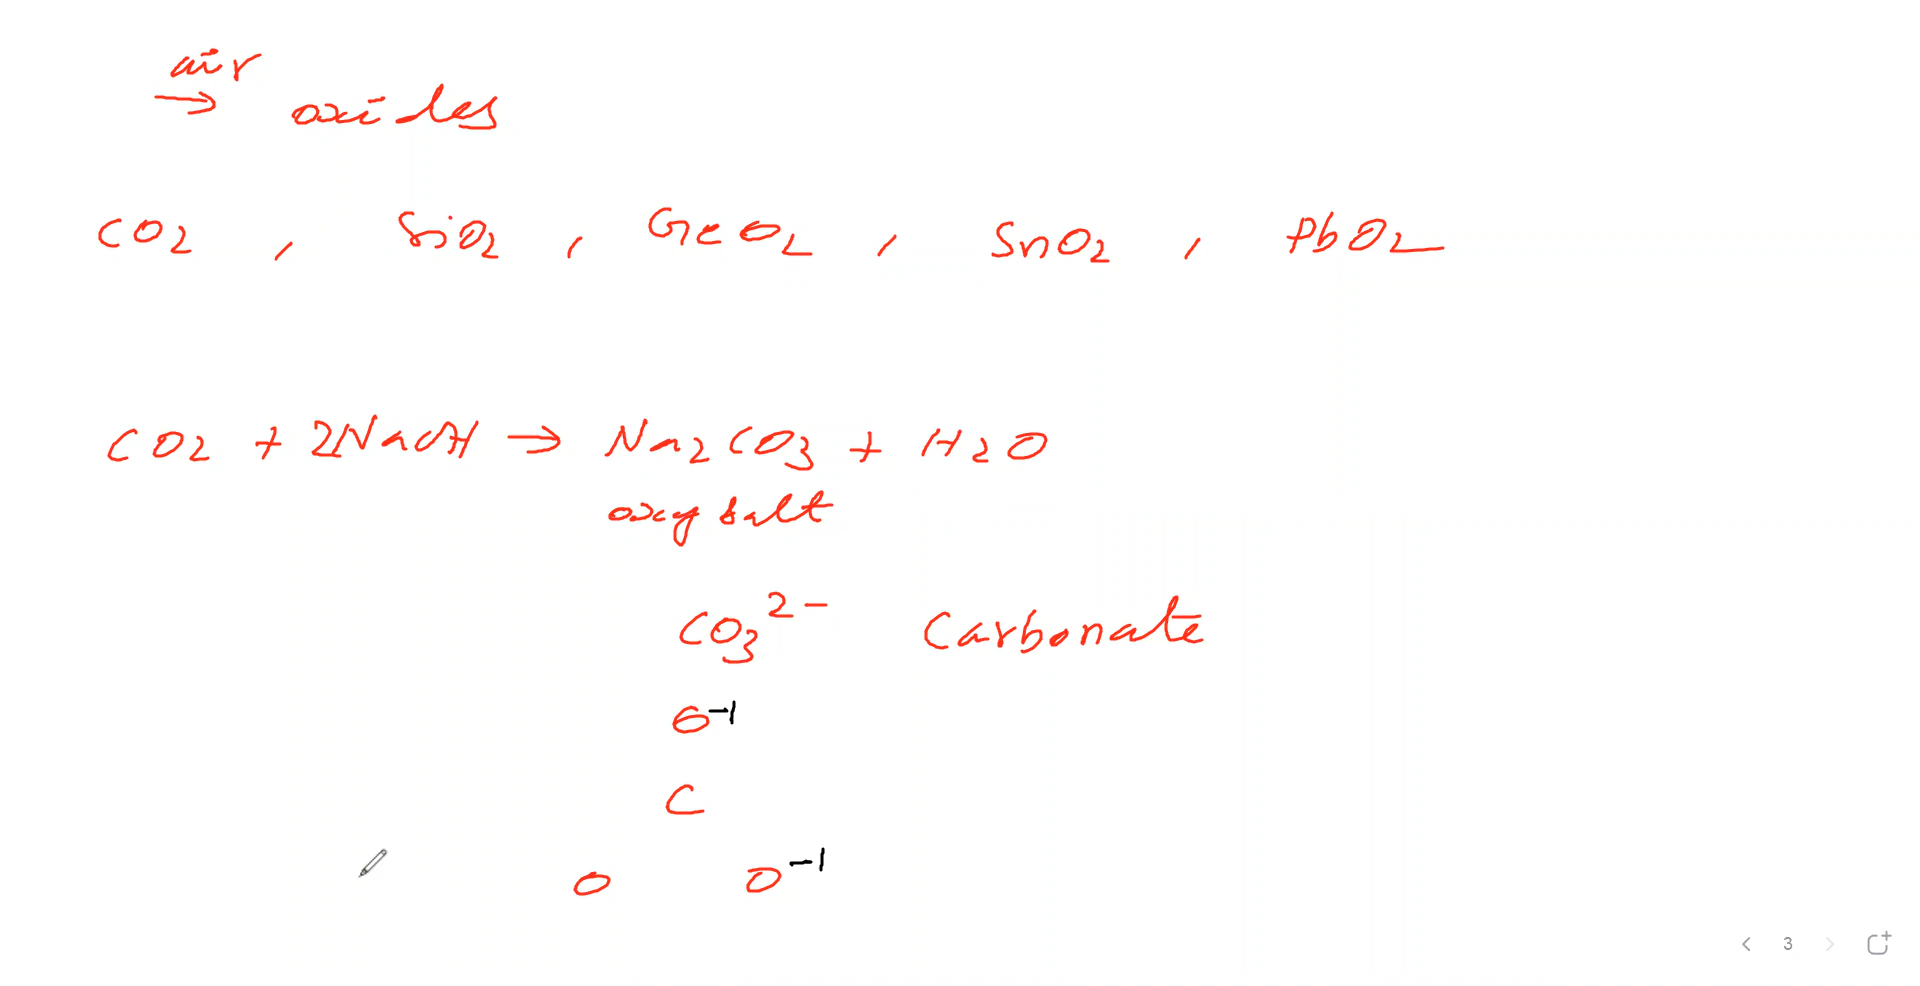 air
→ oxides
CO2 , SiO2 , GeO2 , SnO2 , PbO2
CO2 + 2NaOH → Na2CO3 + H2O
oxy salt
CO3 2- Carbonate
O -1
C
O O -1
3